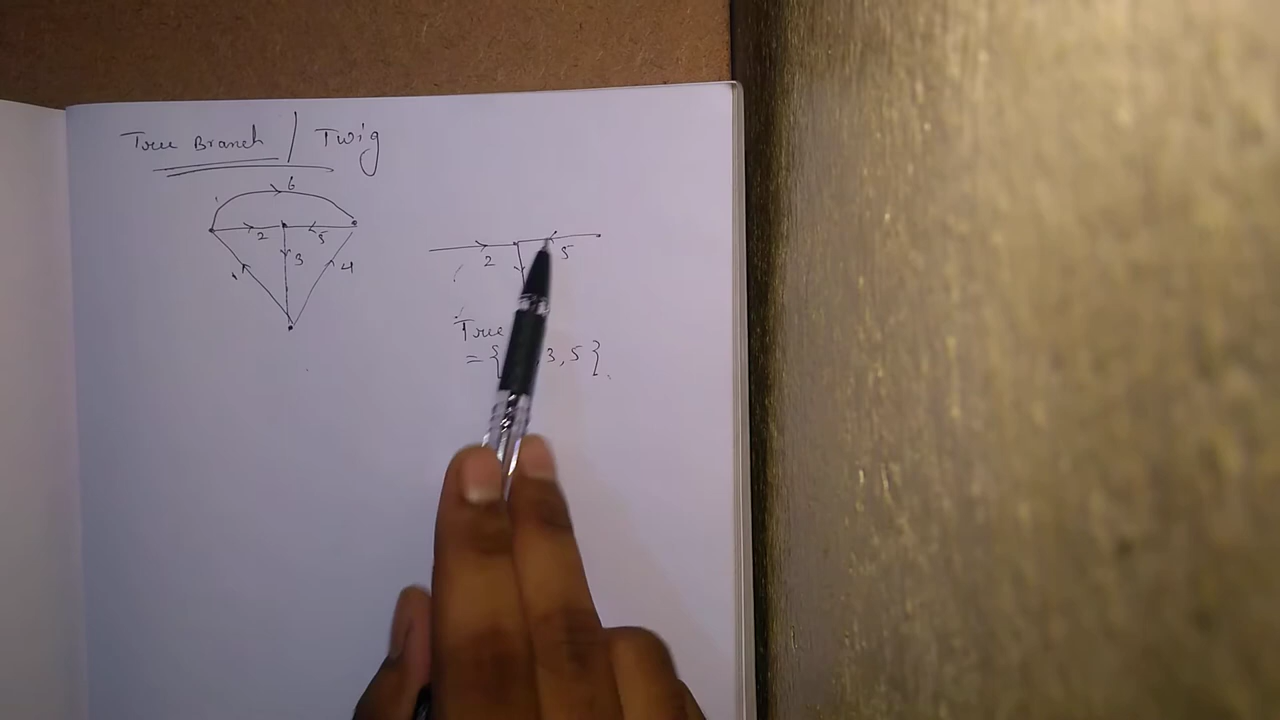 Tree Branch / Twig
6
2 5
3
4
2 5
Tree
= { ,3,5}.